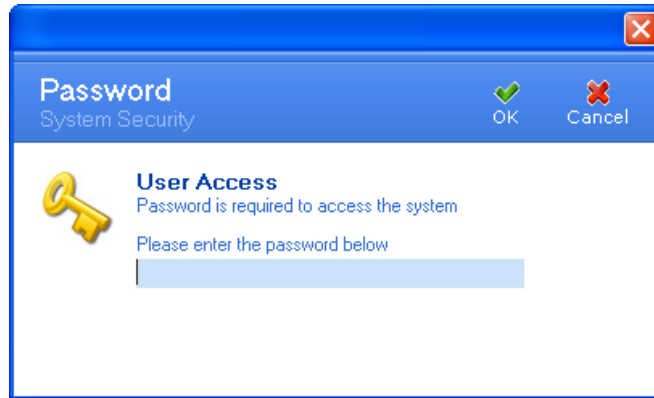 Password
System Security
OK
Cancel
User Access
Password is required to access the system
Please enter the password below